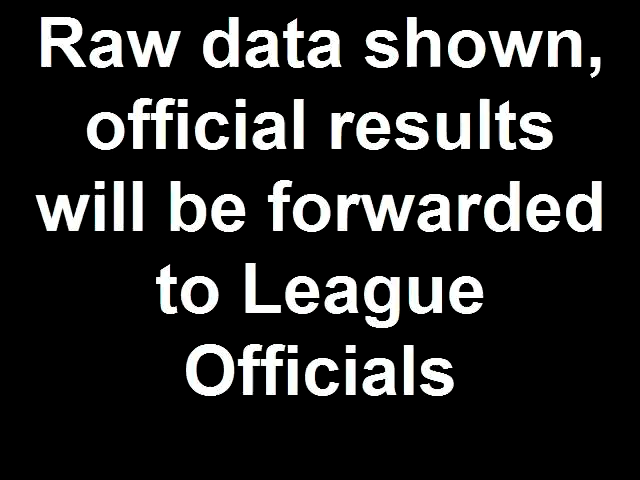 Raw data shown,
official results
will be forwarded
to League
Officials